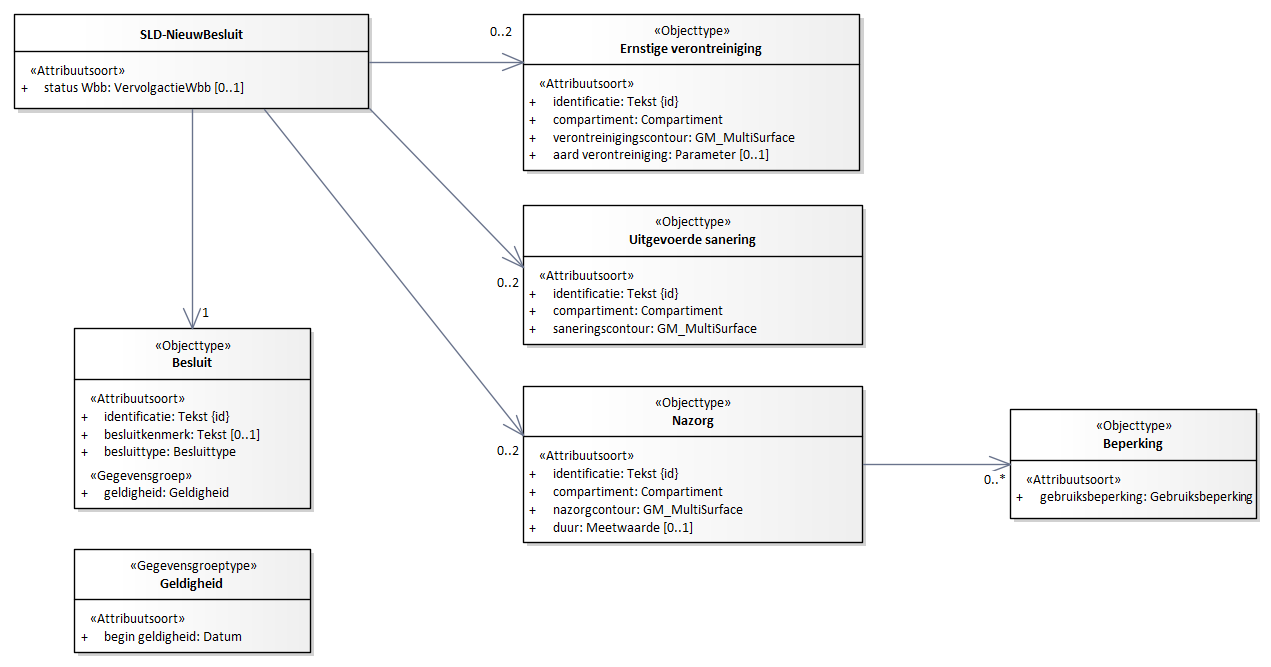 SLD-NieuwBesluit
«Attribuutsoort»
+ status Wbb: VervolgactieWbb [0..1]
0..2
«Objecttype»
Ernstige verontreiniging
«Attribuutsoort»
+ identificatie: Tekst {id}
+ compartiment: Compartiment
+ verontreinigingscontour: GM_MultiSurface
+ aard verontreiniging: Parameter [0..1]
0..2
«Objecttype»
Uitgevoerde sanering
«Attribuutsoort»
+ identificatie: Tekst {id}
+ compartiment: Compartiment
+ saneringscontour: GM_MultiSurface
1
«Objecttype»
Besluit
«Attribuutsoort»
+ identificatie: Tekst {id}
+ besluitkenmerk: Tekst [0..1]
+ besluittype: Besluittype
«Gegevensgroep»
+ geldigheid: Geldigheid
0..2
«Objecttype»
Nazorg
«Attribuutsoort»
+ identificatie: Tekst {id}
+ compartiment: Compartiment
+ nazorgcontour: GM_MultiSurface
+ duur: Meetwaarde [0..1]
0..*
«Objecttype»
Beperking
«Attribuutsoort»
+ gebruiksbeperking: Gebruiksbeperking
«Gegevensgroeptype»
Geldigheid
«Attribuutsoort»
+ begin geldigheid: Datum